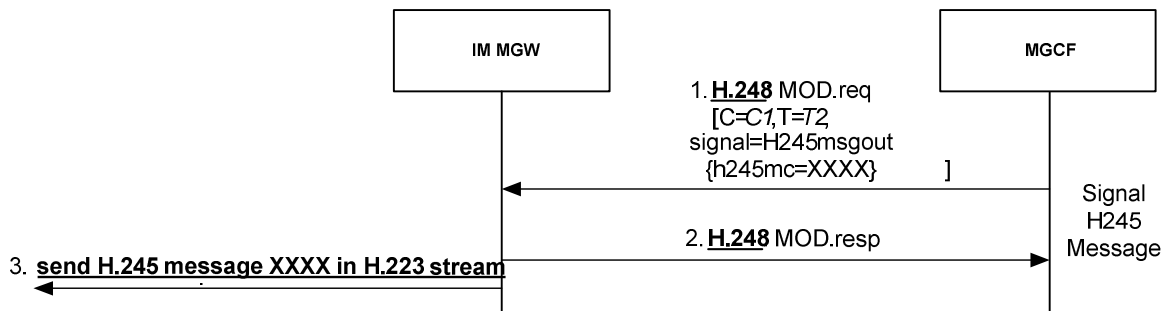 IM MGW
MGCF
1. H.248 MOD.req
[C=C1,T=T2,
signal=H245msgout
{h245mc=XXXX} ]
Signal
H245
Message
2. H.248 MOD.resp
3. send H.245 message XXXX in H.223 stream